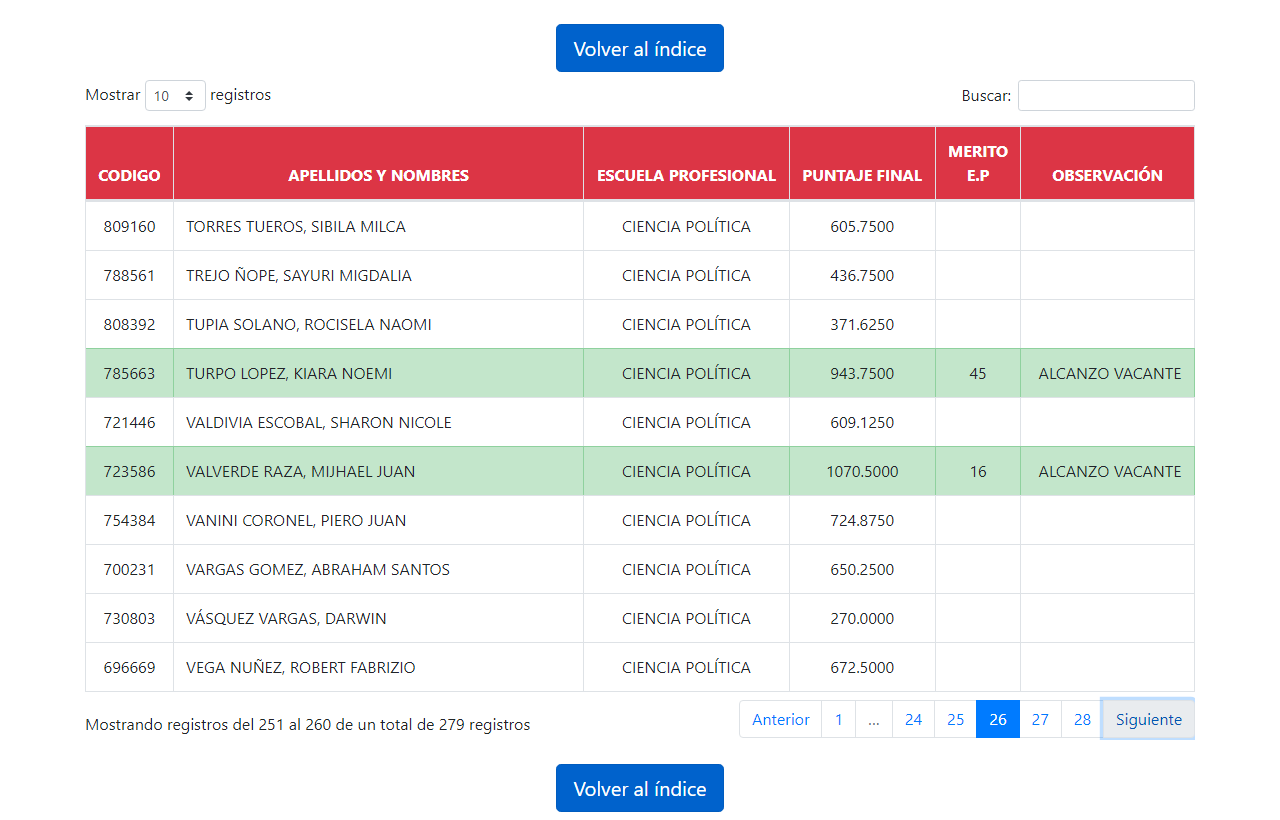 Volver al índice
Mostrar 10 registros Buscar:
CODIGO APELLIDOS Y NOMBRES ESCUELA PROFESIONAL PUNTAJE FINAL MERITO E.P OBSERVACIÓN
809160 TORRES TUEROS, SIBILA MILCA CIENCIA POLÍTICA 605.7500
788561 TREJO ÑOPE, SAYURI MIGDALIA CIENCIA POLÍTICA 436.7500
808392 TUPIA SOLANO, ROCISELA NAOMI CIENCIA POLÍTICA 371.6250
785663 TURPO LOPEZ, KIARA NOEMI CIENCIA POLÍTICA 943.7500 45 ALCANZO VACANTE
721446 VALDIVIA ESCOBAL, SHARON NICOLE CIENCIA POLÍTICA 609.1250
723586 VALVERDE RAZA, MIJHAEL JUAN CIENCIA POLÍTICA 1070.5000 16 ALCANZO VACANTE
754384 VANINI CORONEL, PIERO JUAN CIENCIA POLÍTICA 724.8750
700231 VARGAS GOMEZ, ABRAHAM SANTOS CIENCIA POLÍTICA 650.2500
730803 VÁSQUEZ VARGAS, DARWIN CIENCIA POLÍTICA 270.0000
696669 VEGA NUÑEZ, ROBERT FABRIZIO CIENCIA POLÍTICA 672.5000
Mostrando registros del 251 al 260 de un total de 279 registros Anterior 1 ... 24 25 26 27 28 Siguiente
Volver al índice